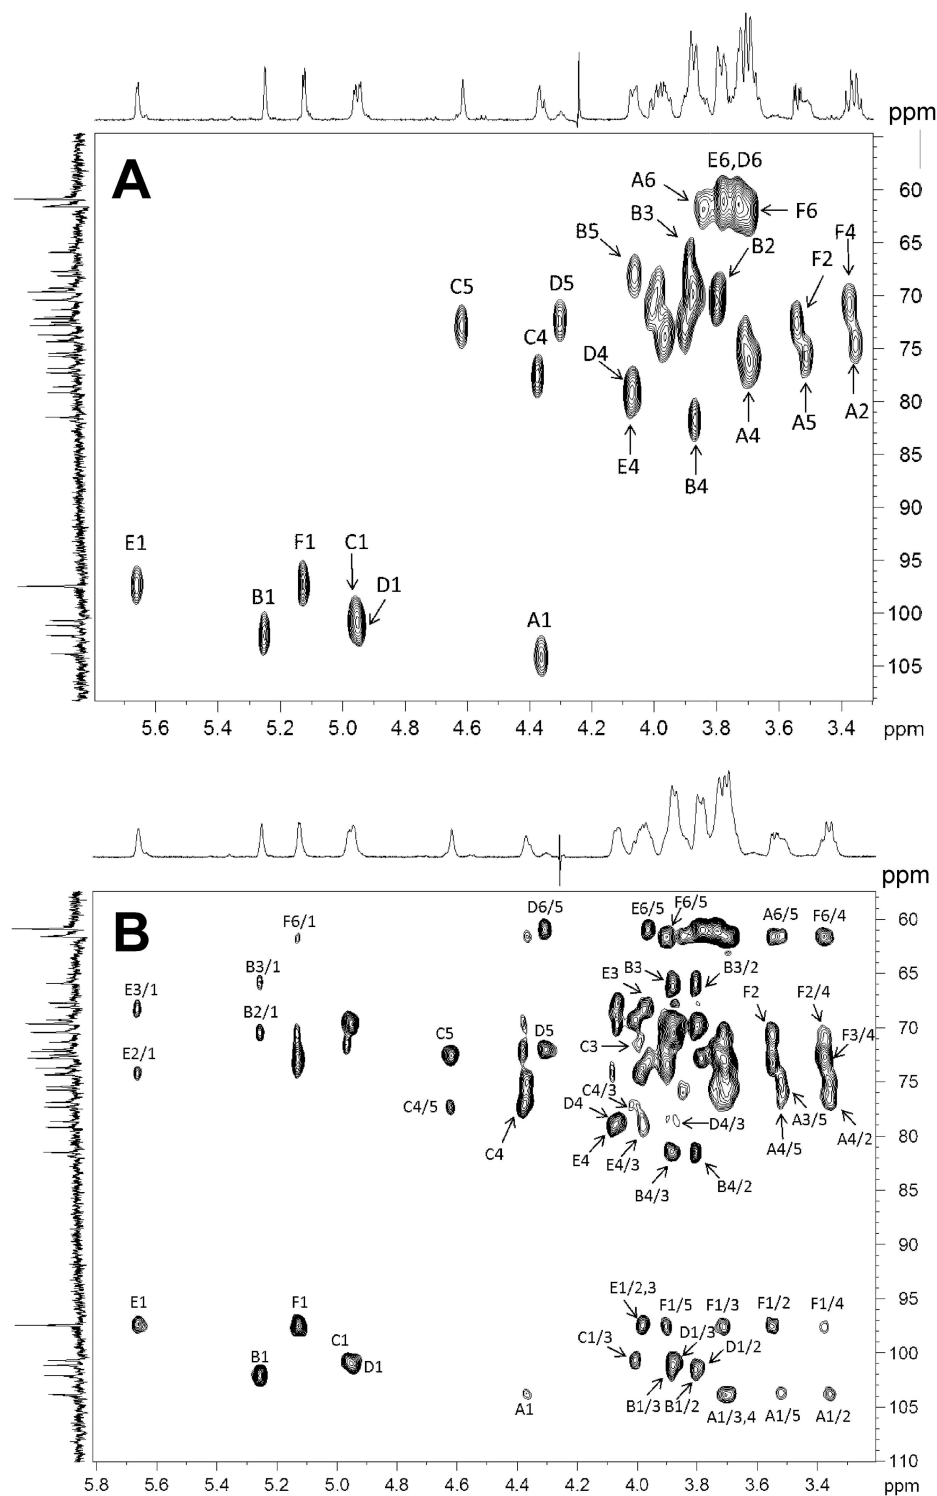 ppm
A
E6,D6
A6
F6
60
B3
B5
B2
F4
65
F2
C5
D5
70
C4
75
D4
A4
A5
A2
80
E4
B4
85
90
E1
F1
C1
95
D1
B1
A1
100
105
5.6 5.4 5.2 5.0 4.8 4.6 4.4 4.2 4.0 3.8 3.6 3.4 ppm
ppm
B
F6/1
D6/5
E6/5
F6/5
A6/5
F6/4
60
B3/1
E3
B3
B3/2
65
E3/1
B2/1
F2
F2/4
70
C5
D5
C3
F3/4
E2/1
C4/3
75
C4/5
D4
D4/3
A3/5
C4
E4
E4/3
A4/5
A4/2
80
B4/3
B4/2
85
90
E1
F1
E1/2,3
F1/5
F1/3
F1/2
F1/4
95
C1
C1/3
D1/3
B1
D1
D1/2
100
A1
B1/3
B1/2
A1/3,4
A1/5
A1/2
105
110
5.8 5.6 5.4 5.2 5.0 4.8 4.6 4.4 4.2 4.0 3.8 3.6 3.4 ppm